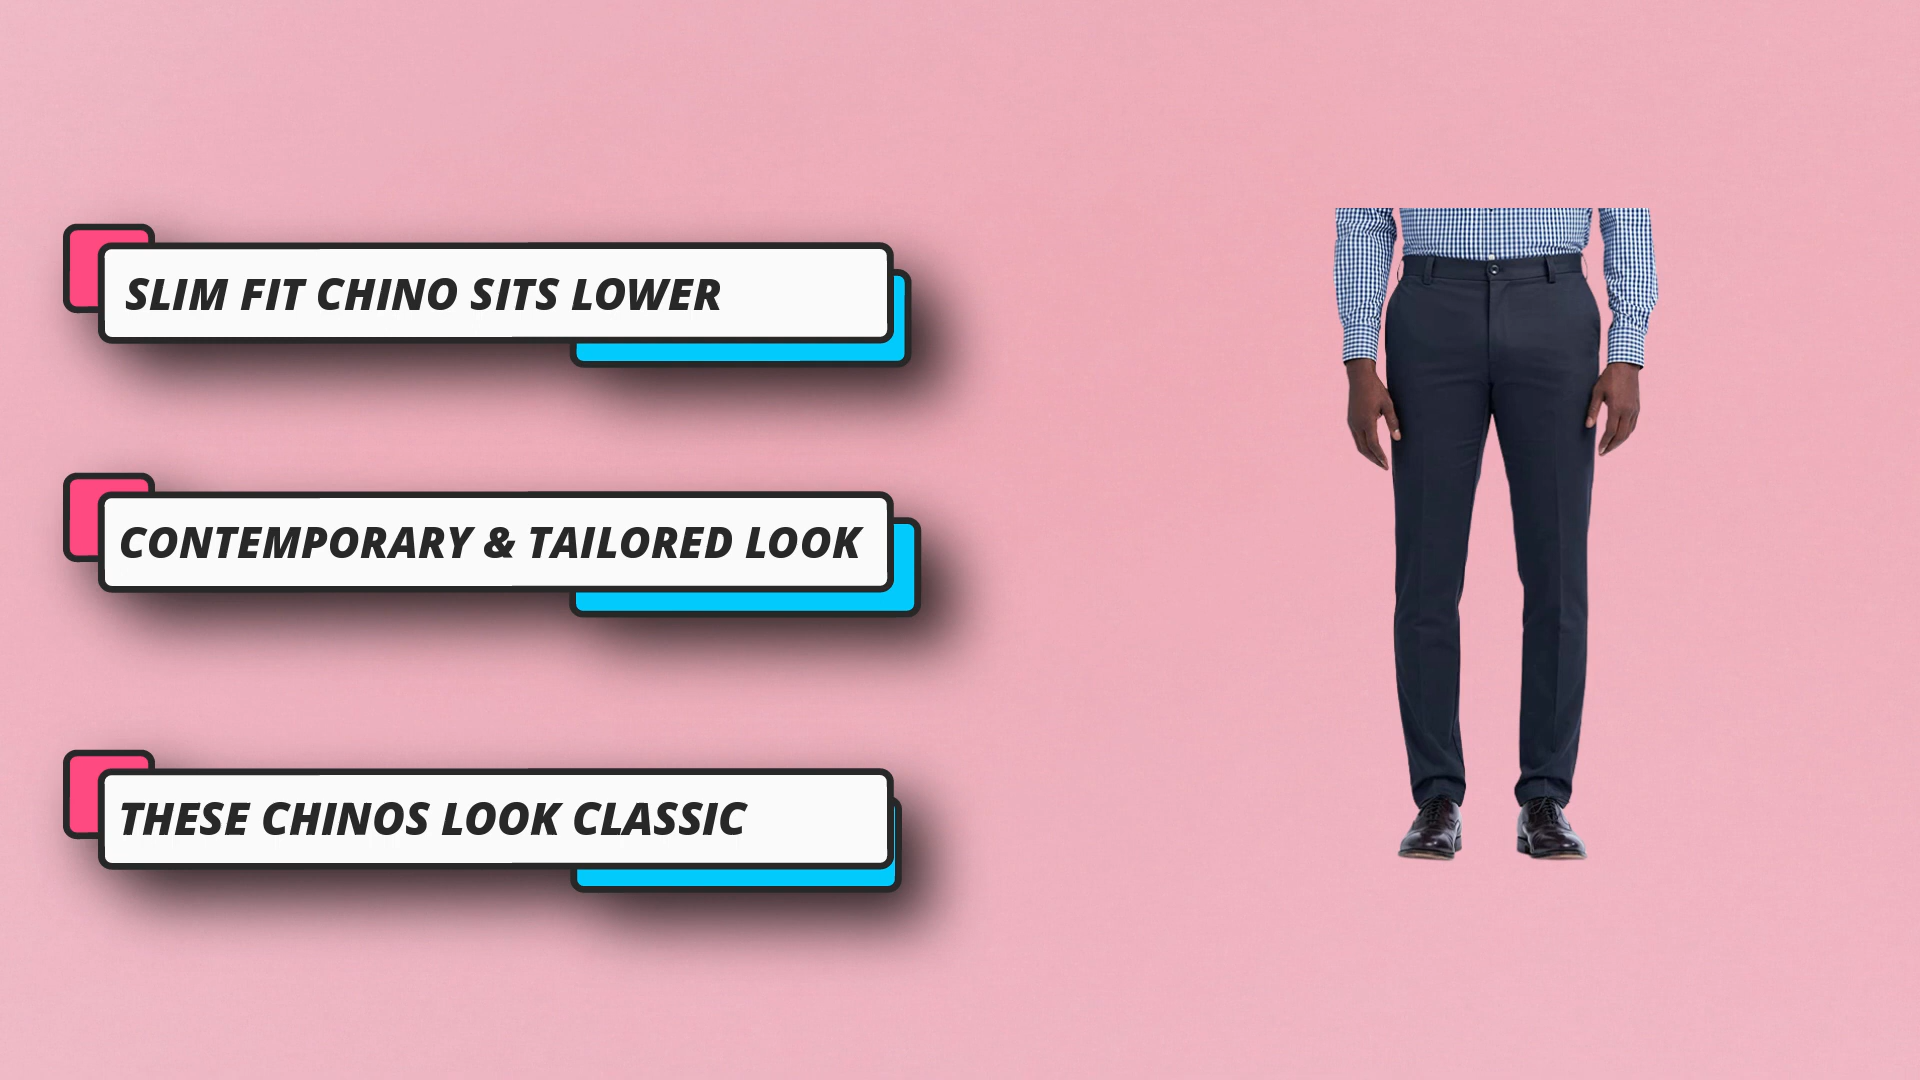 SLIM FIT CHINO SITS LOWER
CONTEMPORARY & TAILORED LOOK
THESE CHINOS LOOK CLASSIC